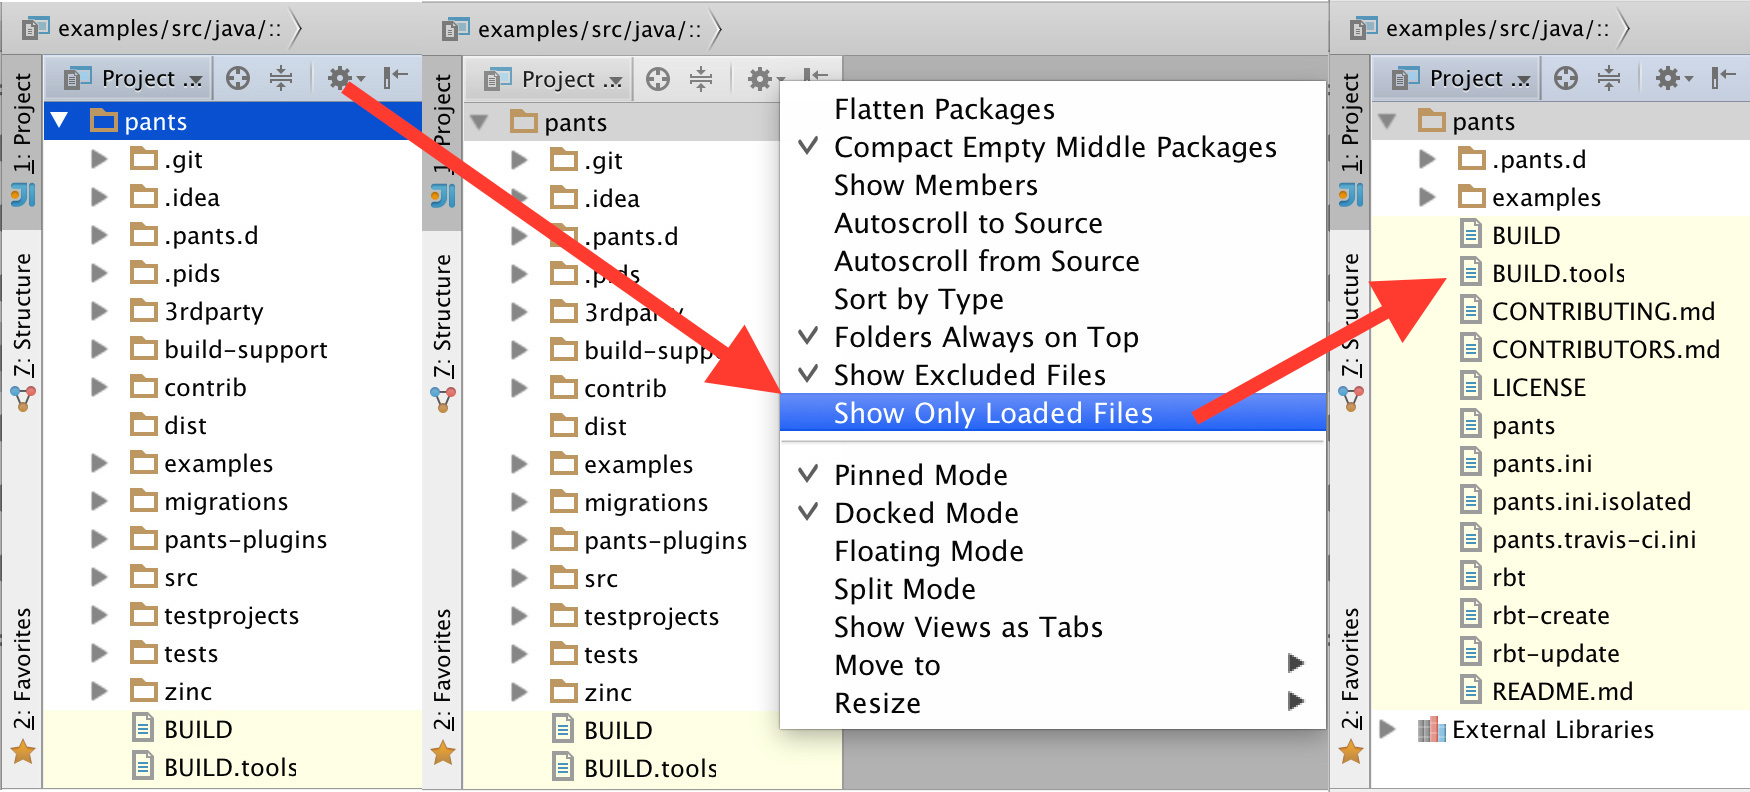 examples/src/java/::
Project ...
1: Project
7: Structure
2: Favorites
pants
.git
.idea
.pants.d
.pids
3rdparty
build-support
contrib
dist
examples
migrations
pants-plugins
src
testprojects
tests
zinc
BUILD
BUILD.tools
examples/src/java/::
Project ...
1: Project
7: Structure
2: Favorites
pants
.git
.idea
.pants.d
.pids
3rdparty
build-suppo
contrib
dist
examples
migrations
pants-plugins
src
testprojects
tests
zinc
BUILD
BUILD.tools
Flatten Packages
Compact Empty Middle Packages
Show Members
Autoscroll to Source
Autoscroll from Source
Sort by Type
Folders Always on Top
Show Excluded Files
Show Only Loaded Files
Pinned Mode
Docked Mode
Floating Mode
Split Mode
Show Views as Tabs
Move to
Resize
examples/src/java/::
Project ...
1: Project
7: Structure
2: Favorites
pants
.pants.d
examples
BUILD
BUILD.tools
CONTRIBUTING.md
CONTRIBUTORS.md
LICENSE
pants
pants.ini
pants.ini.isolated
pants.travis-ci.ini
rbt
rbt-create
rbt-update
README.md
External Libraries